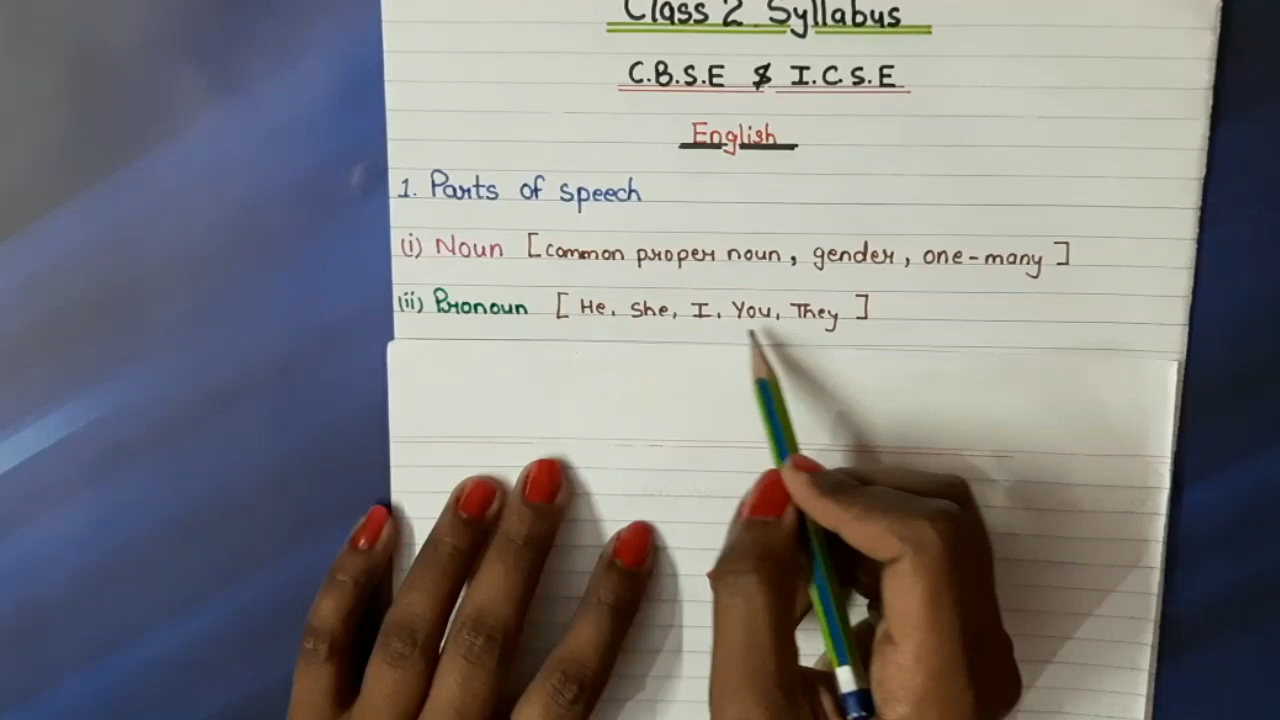 Class 2 Syllabus
C.B.S.E & I.C.S.E
English
1. Parts of speech
(i) Noun [common proper noun, gender, one-many]
(ii) Pronoun [He, She, I, You, They]